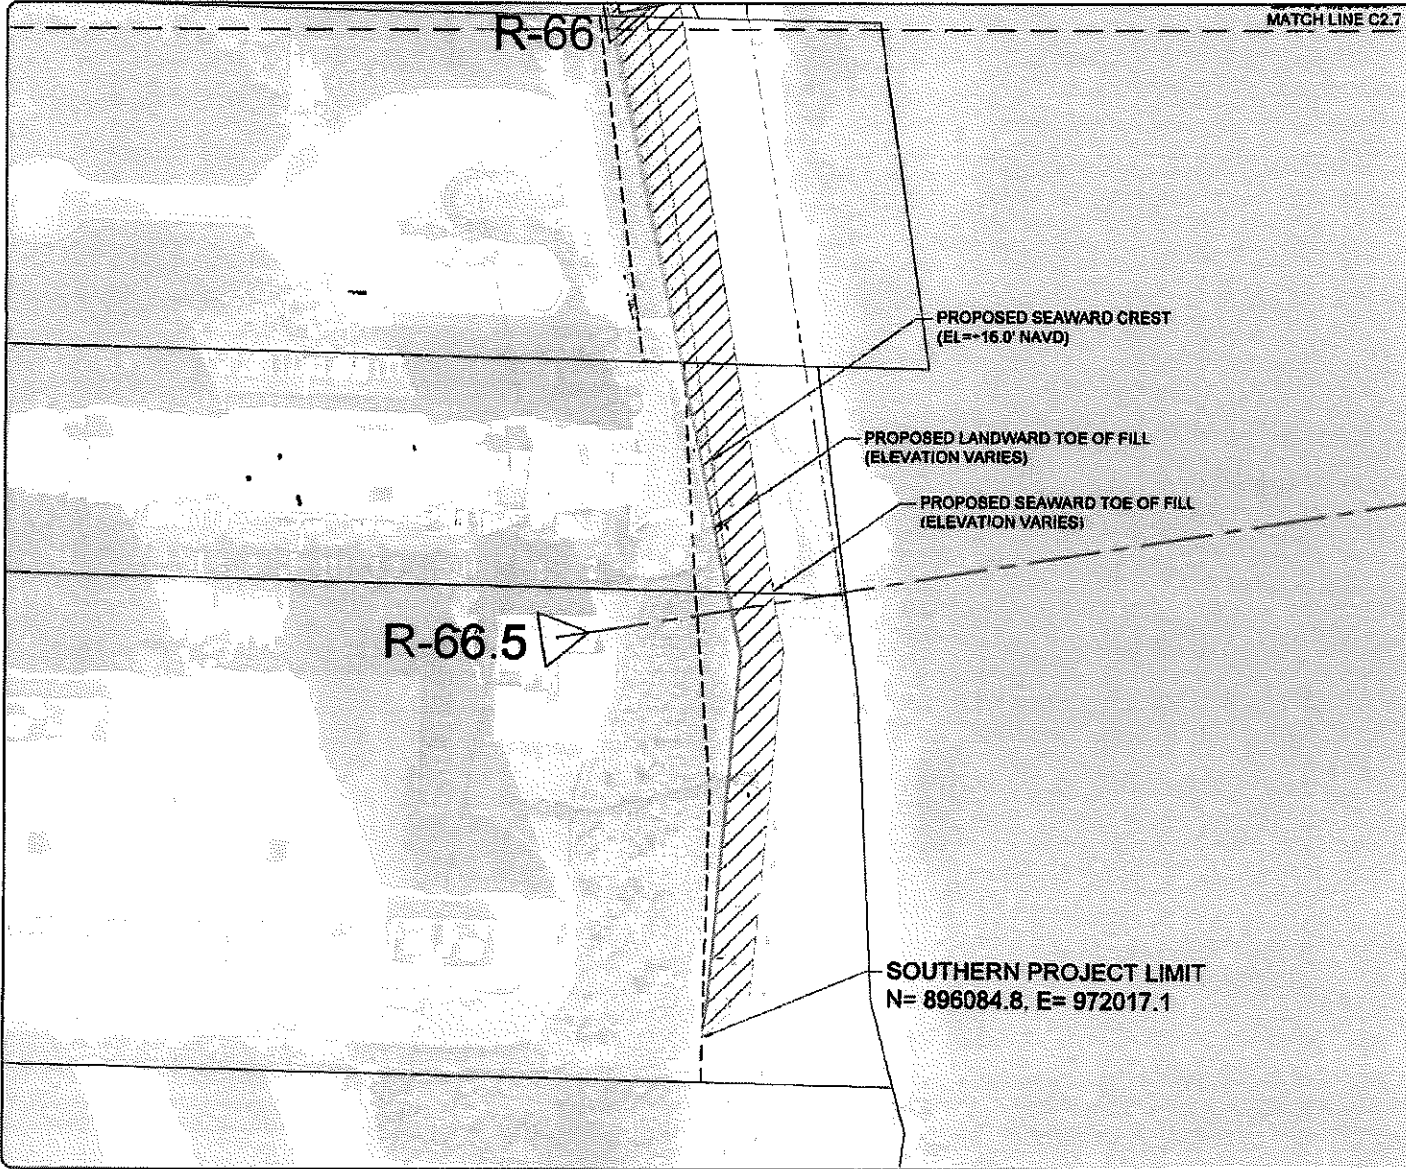 MATCH LINE C2.7
R-66
PROPOSED SEAWARD CREST
(EL=~16.0' NAVD)
PROPOSED LANDWARD TOE OF FILL
(ELEVATION VARIES)
PROPOSED SEAWARD TOE OF FILL
(ELEVATION VARIES)
R-66.5
SOUTHERN PROJECT LIMIT
N= 896084.8, E= 972017.1